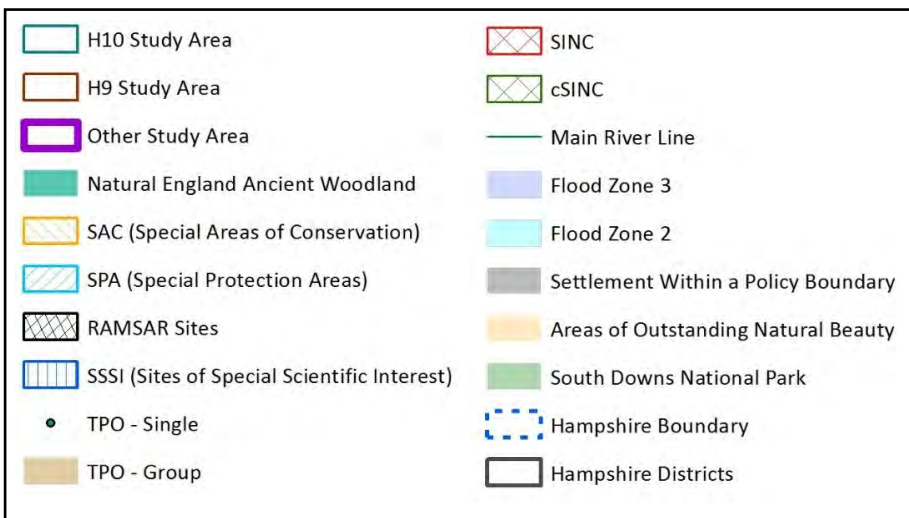 H10 Study Area
H9 Study Area
Other Study Area
Natural England Ancient Woodland
SAC (Special Areas of Conservation)
SPA (Special Protection Areas)
RAMSAR Sites
SSSI (Sites of Special Scientific Interest)
TPO - Single
TPO - Group
SINC
cSINC
Main River Line
Flood Zone 3
Flood Zone 2
Settlement Within a Policy Boundary
Areas of Outstanding Natural Beauty
South Downs National Park
Hampshire Boundary
Hampshire Districts